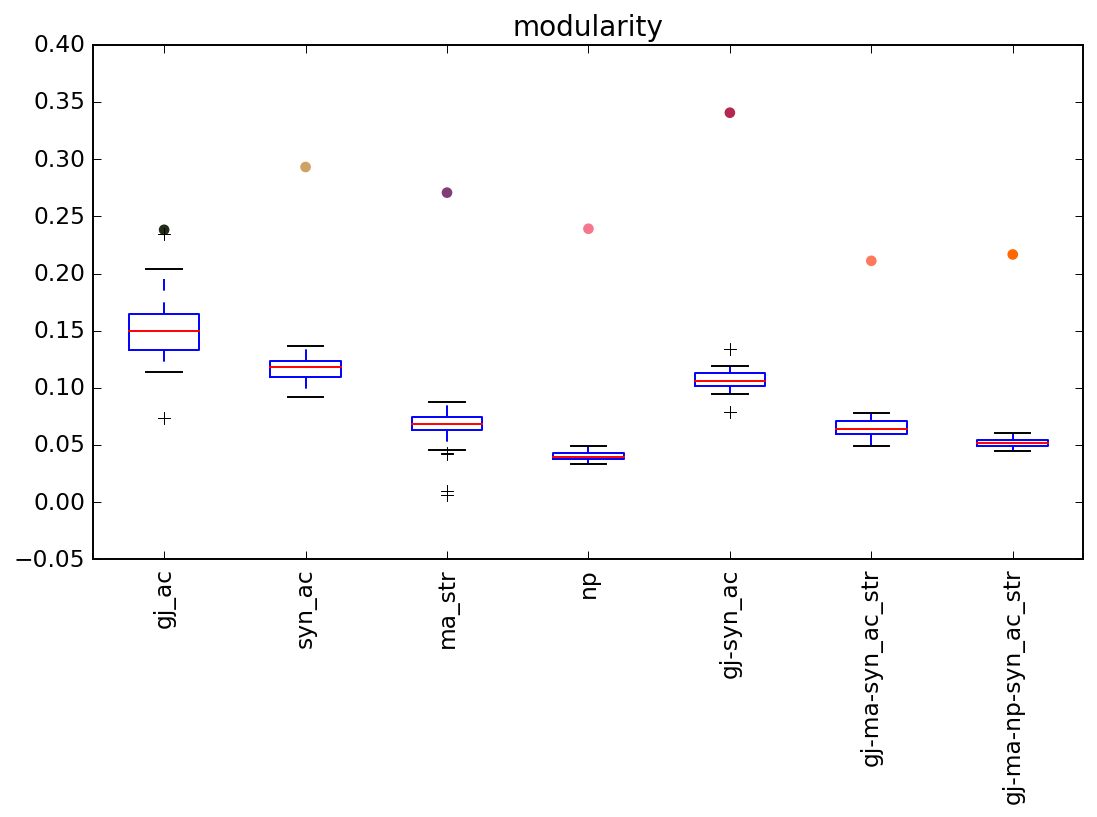 modularity
0.40
0.35
0.30
0.25
0.20
0.15
0.10
0.05
0.00
−0.05
gj_ac
syn_ac
ma_str
np
gj-syn_ac
gj-ma-syn_ac_str
gj-ma-np-syn_ac_str